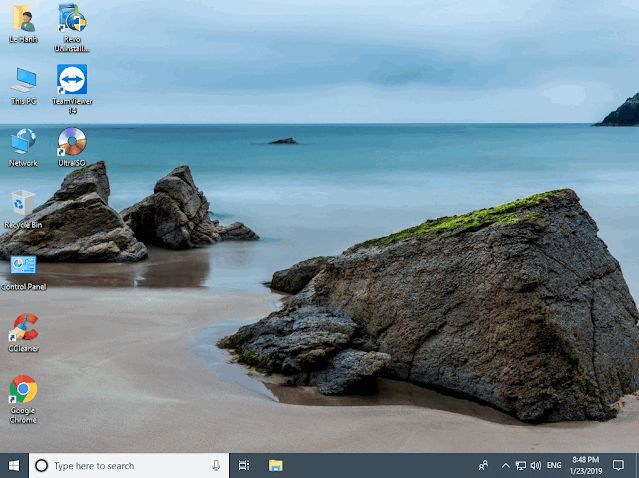 Le Hanh
Revo
Uninstall...
This PC
TeamViewer
14
Network
UltraISO
Recycle Bin
Control Panel
CCleaner
Google
Chrome
Type here to search
ENG
8:48 PM
1/23/2019